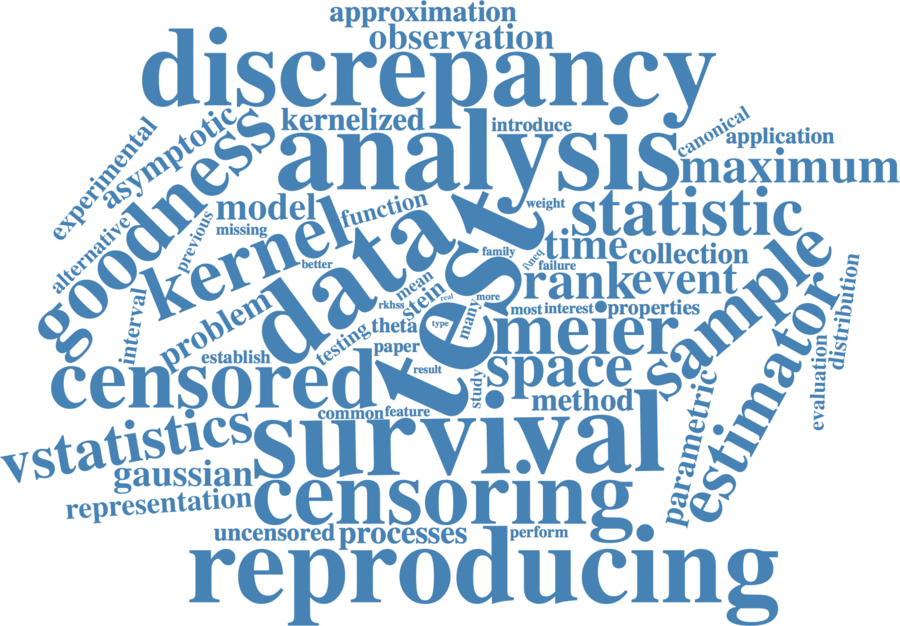 approximation
observation
discrepancy
kernelized
introduce
canonical
application
analysis
maximum
experimental
asymptotic
goodness
model
function
weight
statistic
missing
previous
alternative
kernel
data
test
family
time
collection
better
failure
rank
event
sample
distribution
interval
problem
mean
stein
rkhss
real
more
many
most
interest
properties
testing
theta
type
meier
establish
paper
result
space
censored
study
method
estimator
evaluation
parametric
common
feature
vstatistics
survival
gaussian
representation
censoring
uncensored
processes
perform
reproducing